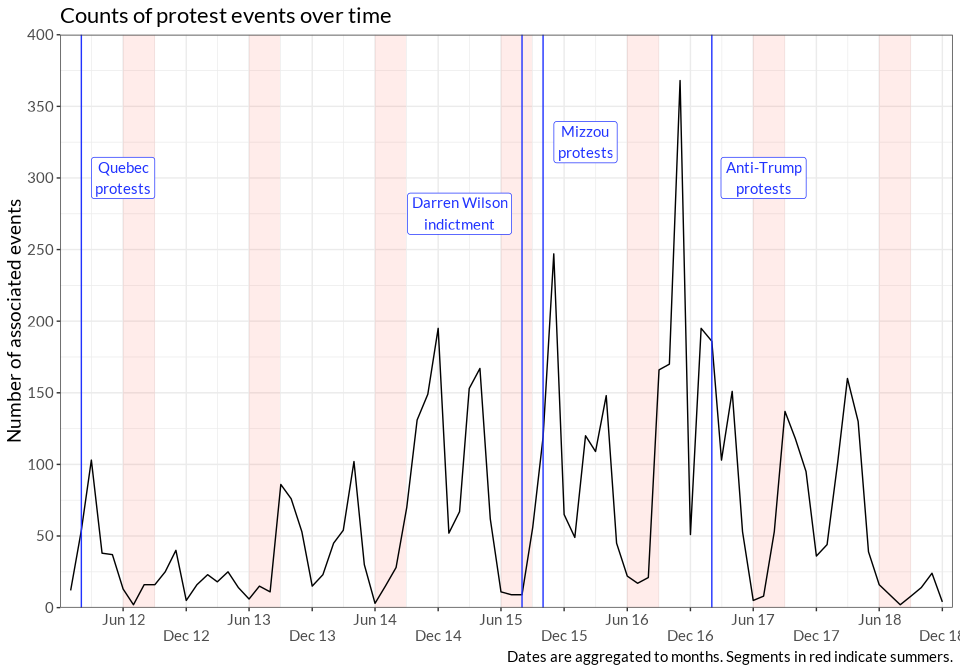 Counts of protest events over time
Number of associated events
400
350
300
250
200
150
100
50
0
Quebec
protests
Darren Wilson
indictment
Mizzou
protests
Anti-Trump
protests
Jun 12
Dec 12
Jun 13
Dec 13
Jun 14
Dec 14
Jun 15
Dec 15
Jun 16
Dec 16
Jun 17
Dec 17
Jun 18
Dec 18
Dates are aggregated to months. Segments in red indicate summers.